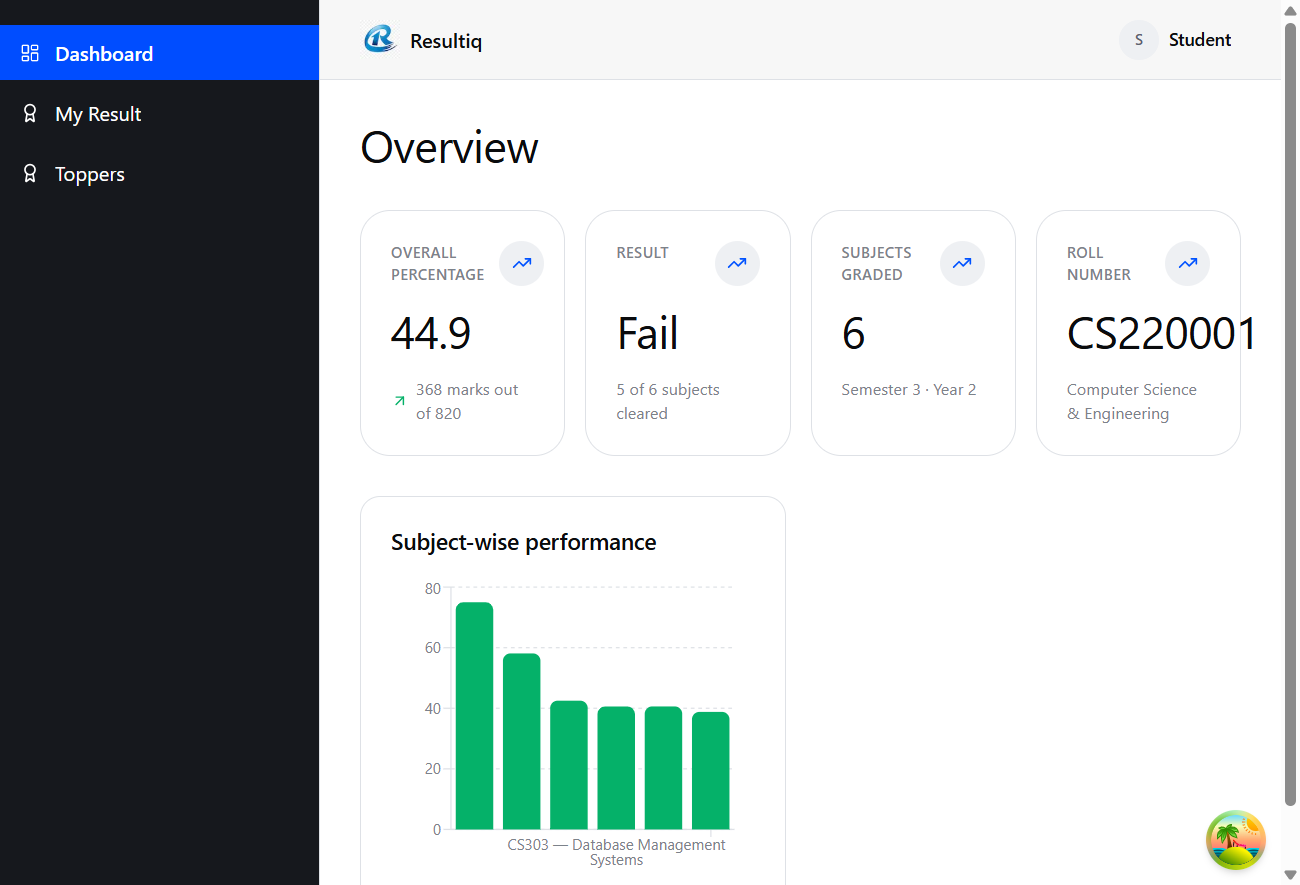 Dashboard
My Result
Toppers
Resultiq
S
Student
Overview
OVERALL
PERCENTAGE
44.9
368 marks out
of 820
RESULT
Fail
5 of 6 subjects
cleared
SUBJECTS
GRADED
6
Semester 3 · Year 2
ROLL
NUMBER
CS220001
Computer Science
& Engineering
Subject-wise performance
80
60
40
20
0
CS303 — Database Management
Systems